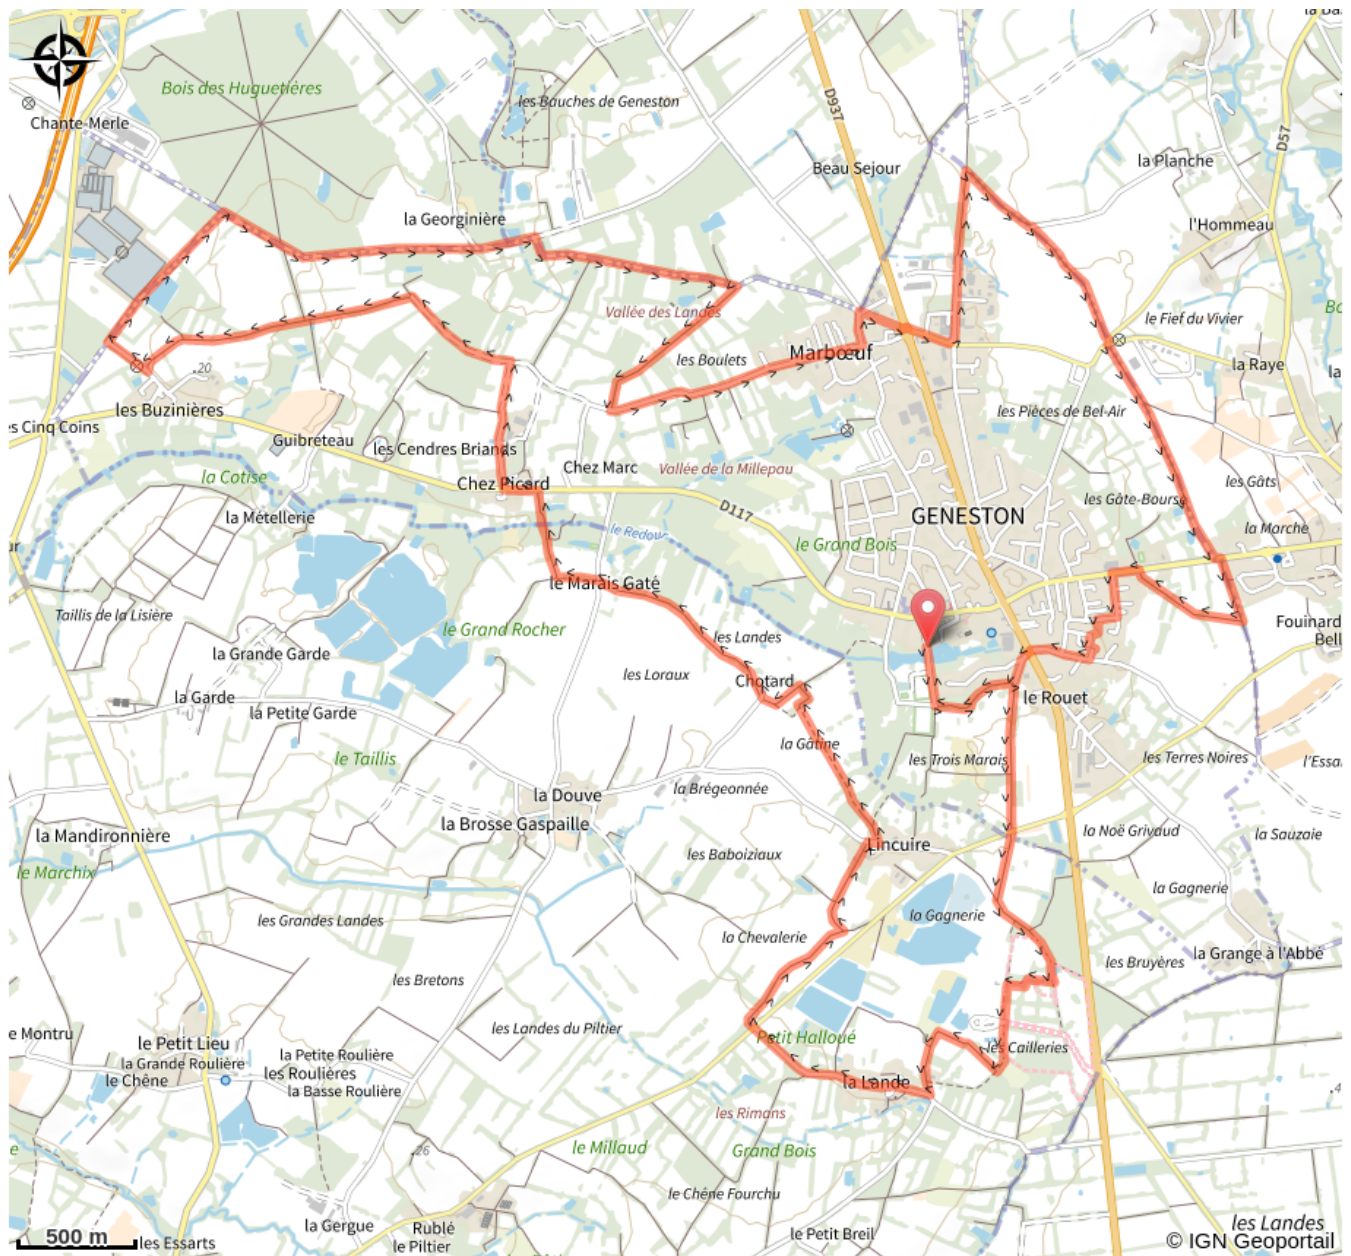 Bois des Huguetières
les Bauches de Geneston
Chante-Merle
D937
D57
Beau Sejour
la Planche
la Georginière
l'Hommeau
Vallée des Landes
le Fief du Vivier
Marbœuf
les Boulets
la Raye
20
les Buzinières
les Pièces de Bel-Air
es Cinq Coins
Guibreteau
les Cendres Briands
Chez Marc
Vallée de la Millepau
la Cotise
Chez Picard
les Gâts
les Gâte-Bourse
D117
la Métellerie
GENESTON
la Marche
le Redour
le Grand Bois
le Marais Gaté
Taillis de la Lisière
le Grand Rocher
les Landes
Fouinard
Bell
la Grande Garde
les Loraux
Chotard
la Garde
la Petite Garde
le Rouet
la Gâtine
le Taillis
les Trois Marais
les Terres Noires
l'Essa
la Brégeonnée
la Douve
la Brosse Gaspaille
la Mandironnière
la Noë Grivaud
la Sauzaie
Lincuire
les Baboiziaux
le Marchix
la Gagnerie
les Grandes Landes
la Gagnerie
la Chevalerie
la Grange à l'Abbé
les Bruyères
les Bretons
les Landes du Piltier
e Montru
le Petit Lieu
Petit Halloué
la Petite Roulière
les Cailleries
la Grande Roulière
les Roulières
le Chêne
la Basse Roulière
la Lande
les Rimans
26
le Millaud
Grand Bois
le Chêne Fourchu
la Gergue
Rublé
le Petit Breil
les Landes
500 m
les Essarts
le Piltier
© IGN Geoportail